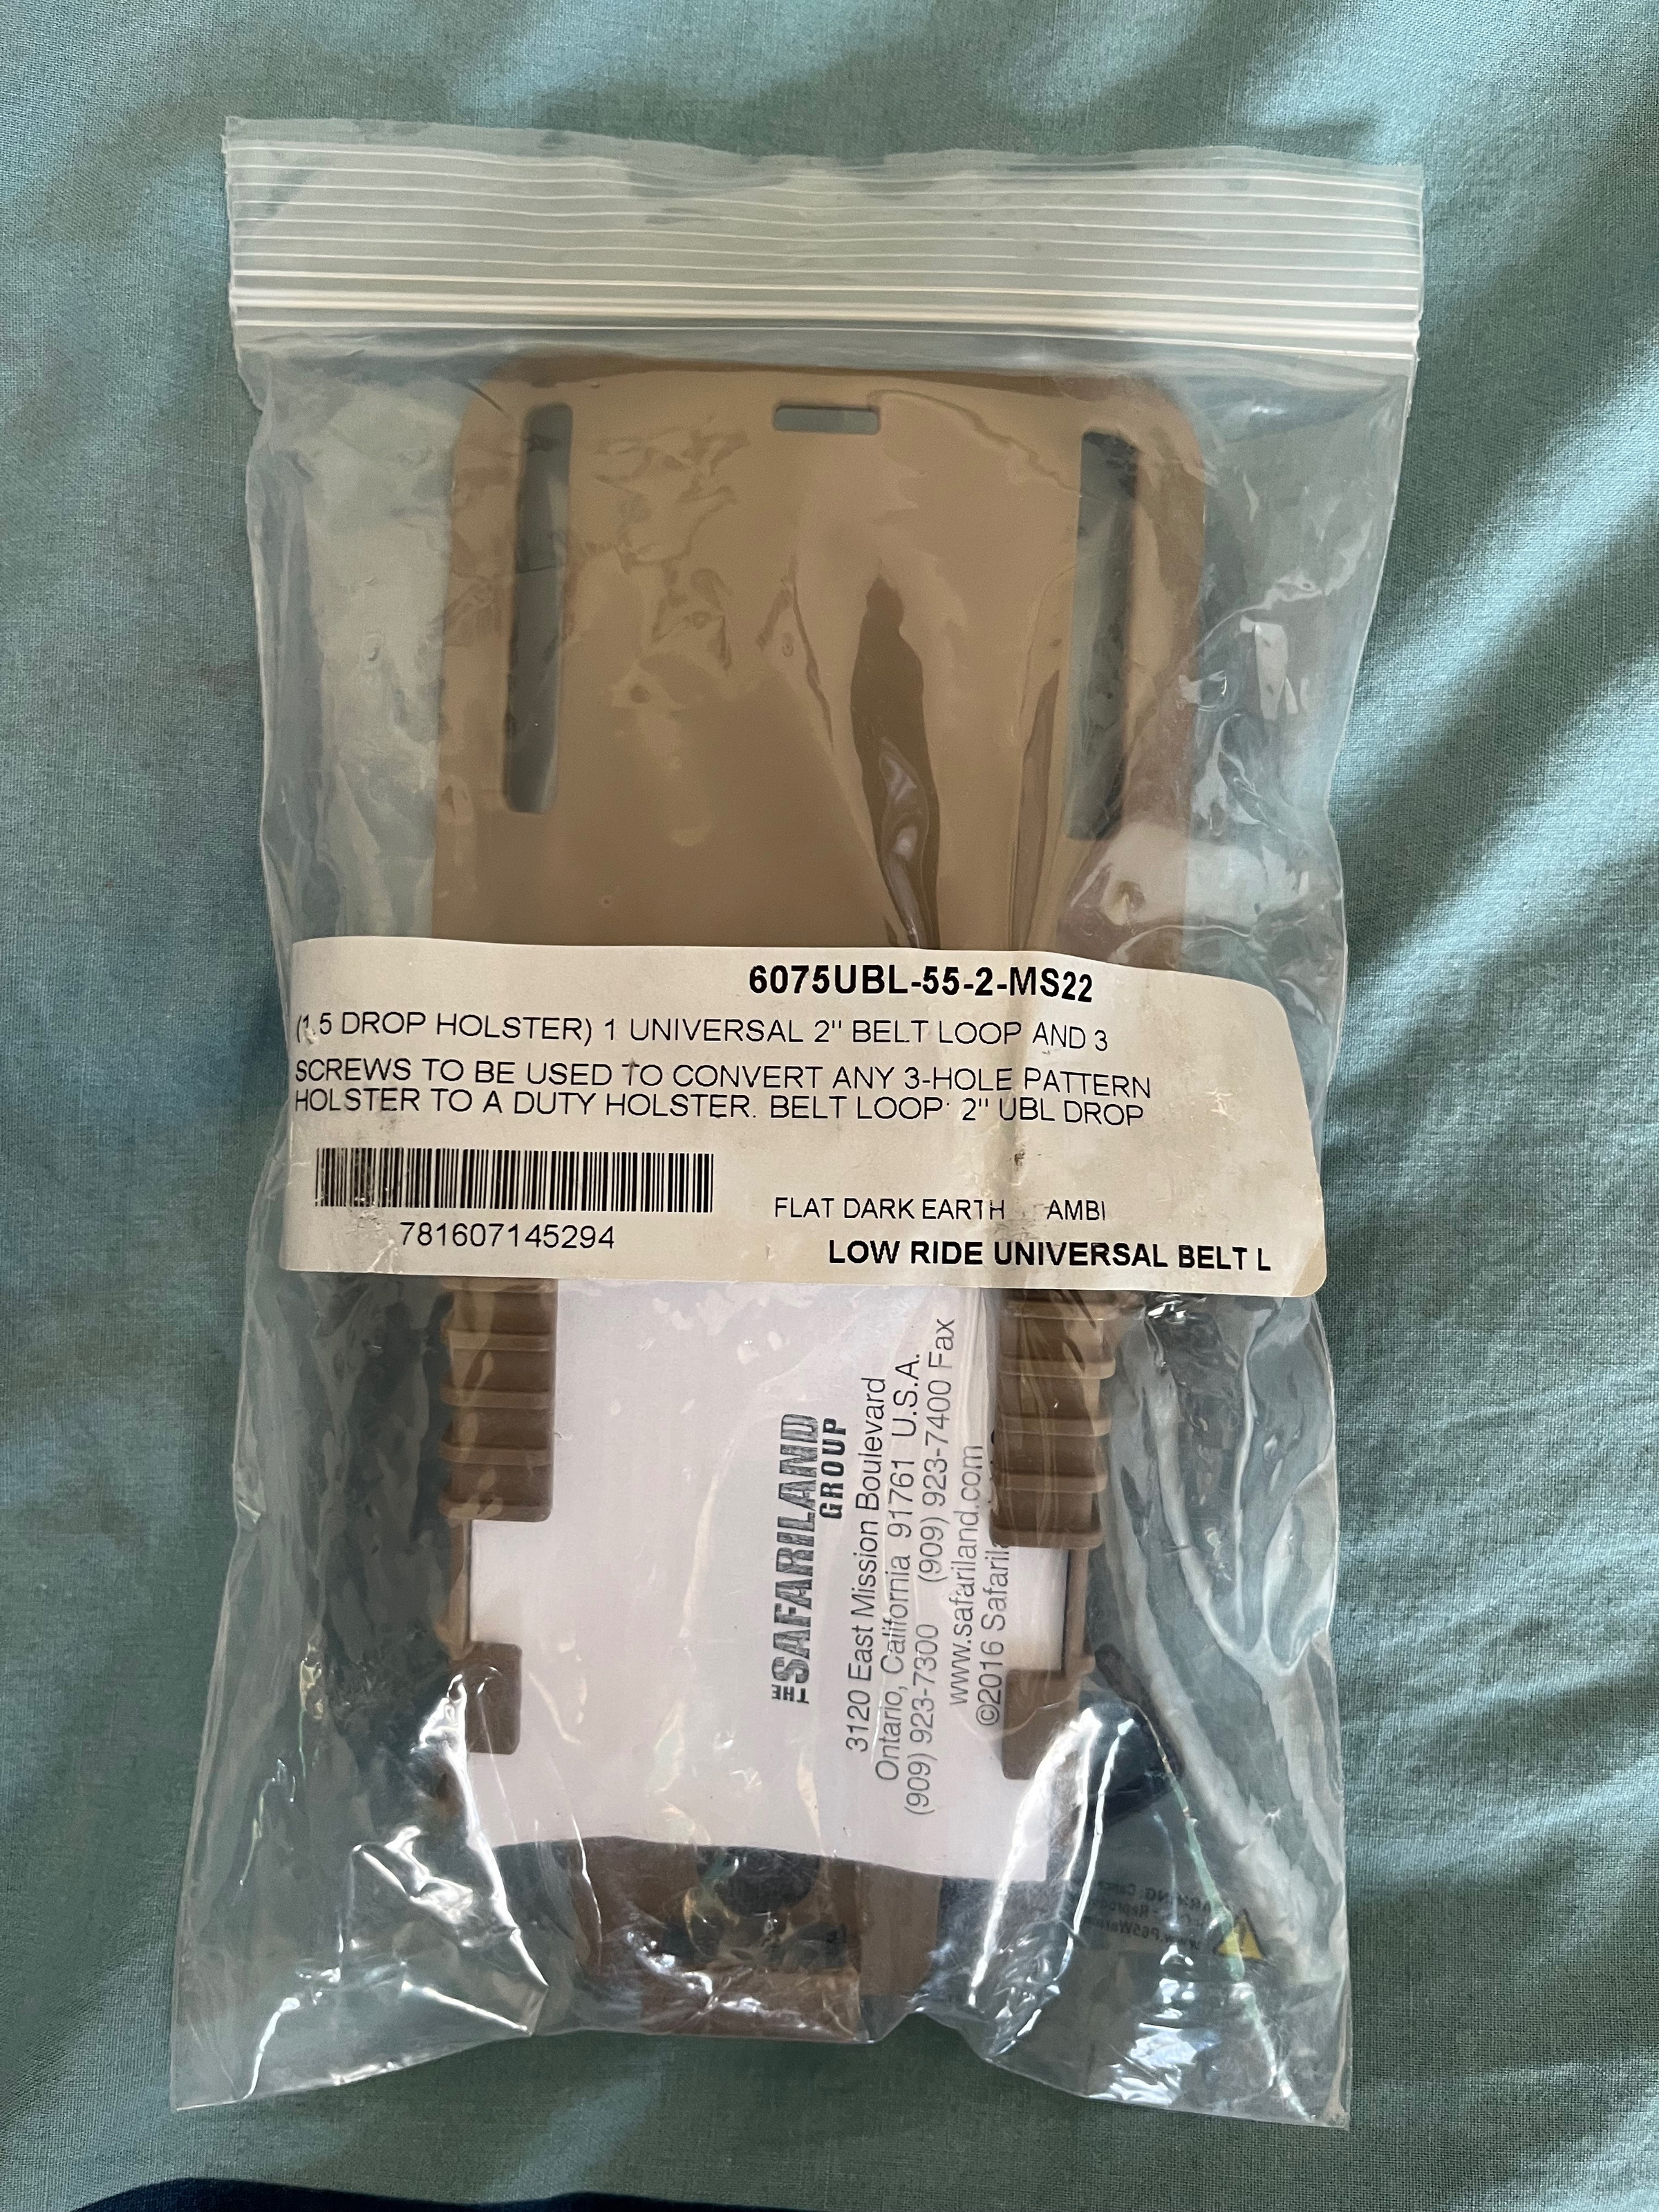 6075UBL-55-2-MS22
(1.5 DROP HOLSTER) 1 UNIVERSAL 2" BELT LOOP AND 3
SCREWS TO BE USED TO CONVERT ANY 3-HOLE PATTERN
HOLSTER TO A DUTY HOLSTER. BELT LOOP: 2" UBL DROP
781607145294
FLAT DARK EARTH AMBI
LOW RIDE UNIVERSAL BELT L
THE SAFARILAND
GROUP
3120 East Mission Boulevard
Ontario, California 91761 U.S.A.
(909) 923-7300 (909) 923-7400 Fax
www.safariland.com
©2016 Safaril